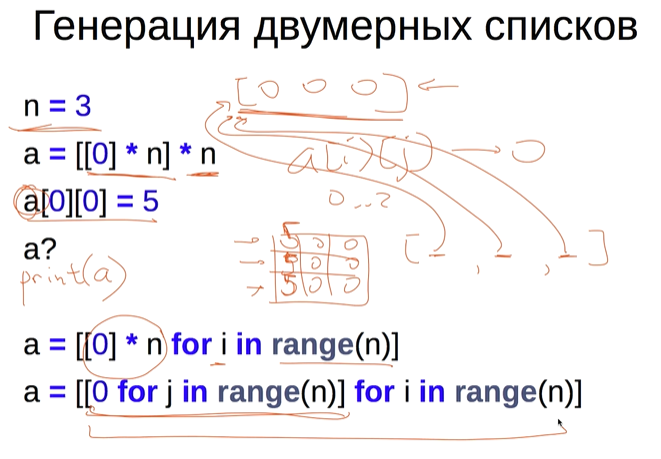 Генерация двумерных списков
[0 0 0]
n = 3
a = [[0] * n] * n
a[i][j] → 0
a[0][0] = 5
0..2
a?
print(a)
5 0 0
5 0 0
5 0 0
[ _ , _ , _ ]
a = [[0] * n for i in range(n)]
a = [[0 for j in range(n)] for i in range(n)]